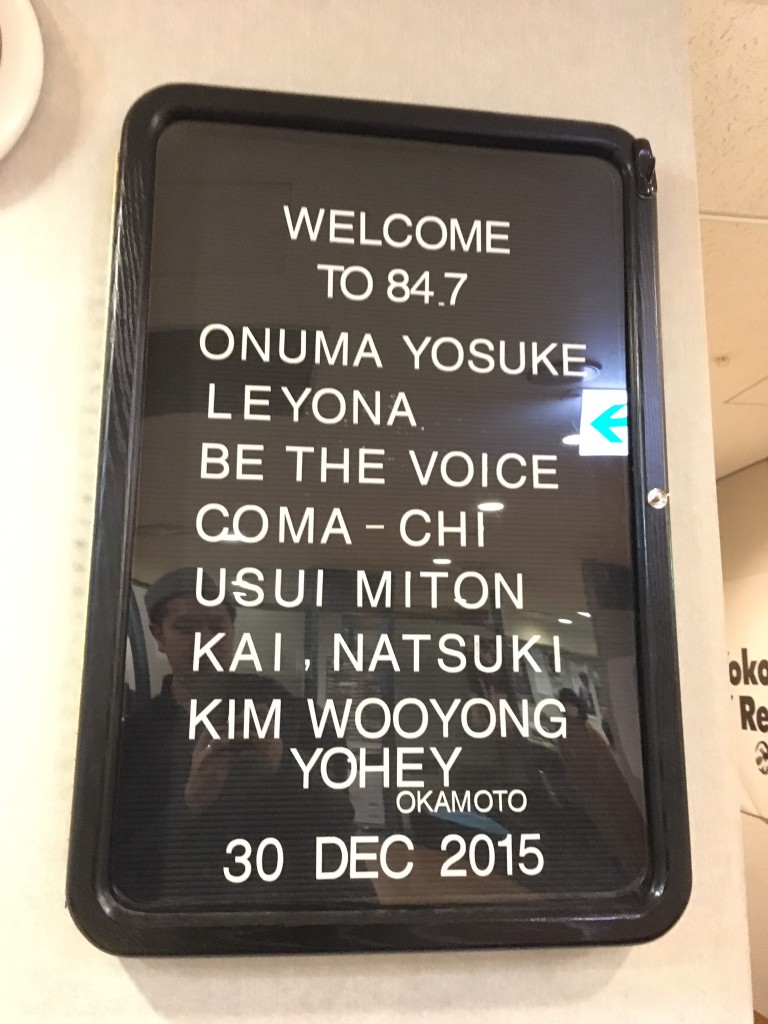 WELCOME
TO 84.7
ONUMA YOSUKE
LEYONA.
BE THE VOICE
COMA-CHI
USUI MITON
KAI, NATSUKI
KIM WOOYONG
YOHEY
OKAMOTO
30 DEC 2015
Re